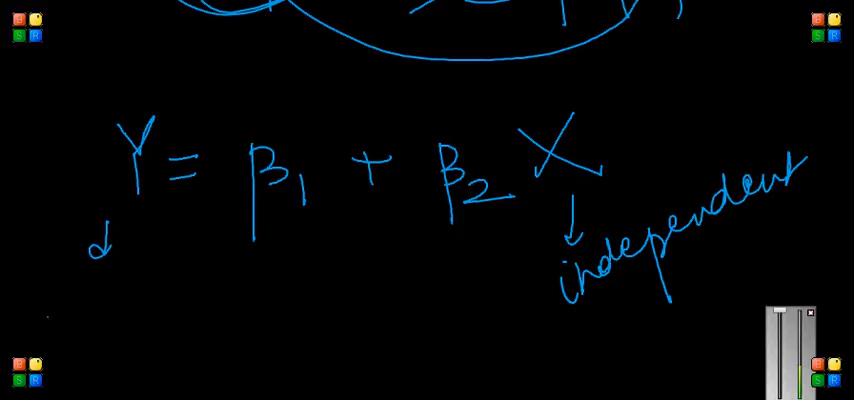 Y = β1 + β2 X
d
independent
B
S R
B
S R
B
S R
B
S R